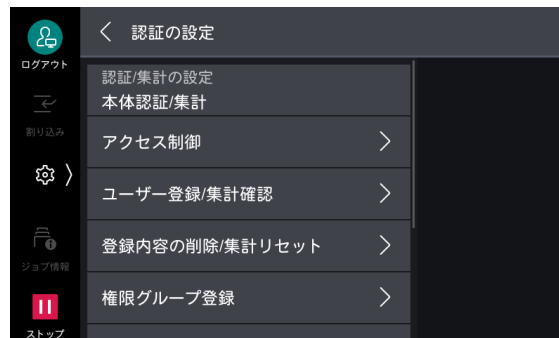 認証の設定
ログアウト
認証/集計の設定
本体認証/集計
割り込み
アクセス制御
ユーザー登録/集計確認
登録内容の削除/集計リセット
ジョブ情報
権限グループ登録
ストップ